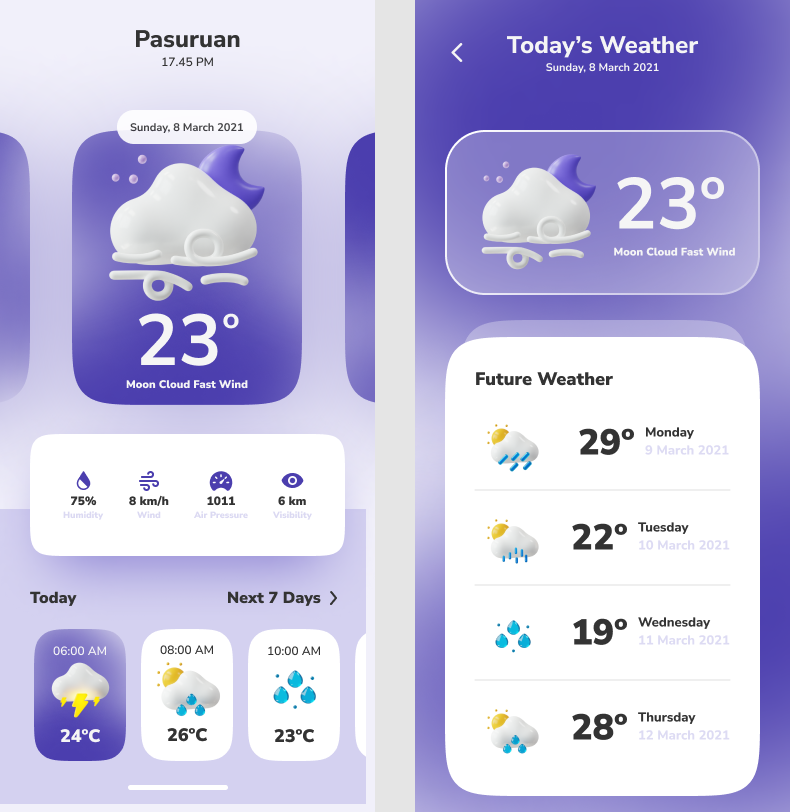 Pasuruan
17.45 PM
Sunday, 8 March 2021
23°
Moon Cloud Fast Wind
75%
8 km/h
1011
6 km
Humidity
Wind
Air Pressure
Visibility
Today
Next 7 Days
06:00 AM
08:00 AM
10:00 AM
24°C
26°C
23°C
Today’s Weather
Sunday, 8 March 2021
23°
Moon Cloud Fast Wind
Future Weather
29°
Monday
9 March 2021
22°
Tuesday
10 March 2021
19°
Wednesday
11 March 2021
28°
Thursday
12 March 2021